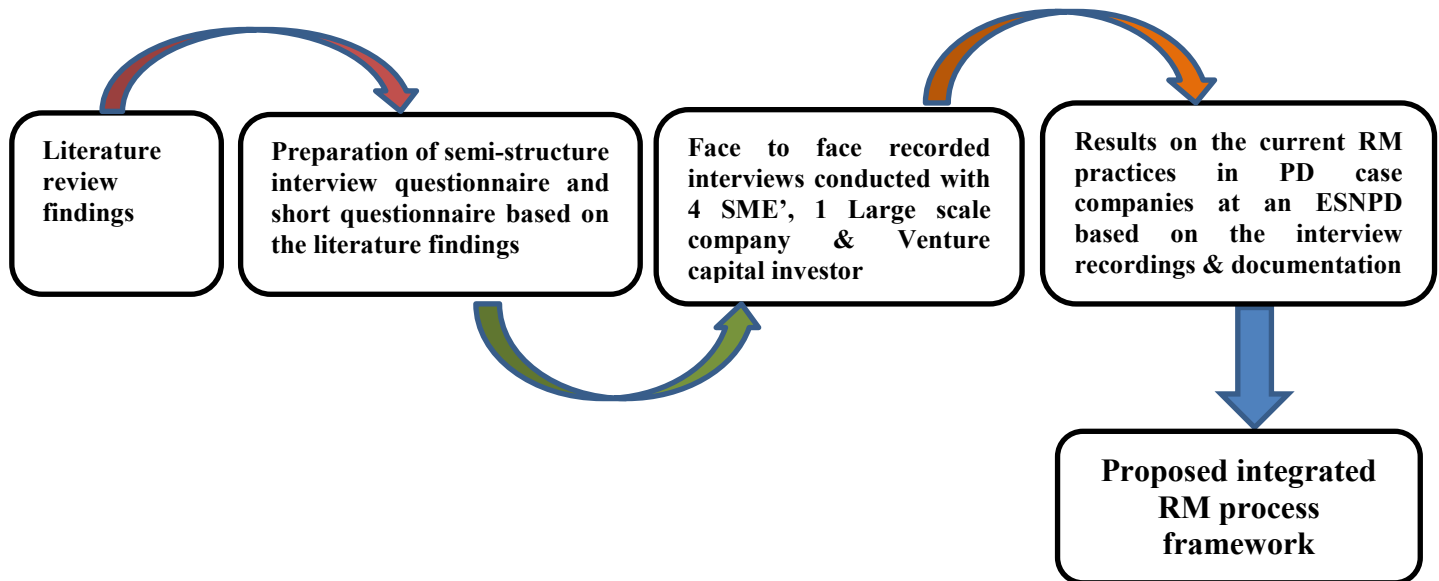 Literature
review
findings
Preparation of semi-structure
interview questionnaire and
short questionnaire based on
the literature findings
Face to face recorded
interviews conducted with
4 SME’, 1 Large scale
company & Venture
capital investor
Results on the current RM
practices in PD case
companies at an ESNPD
based on the interview
recordings & documentation
Proposed integrated
RM process
framework